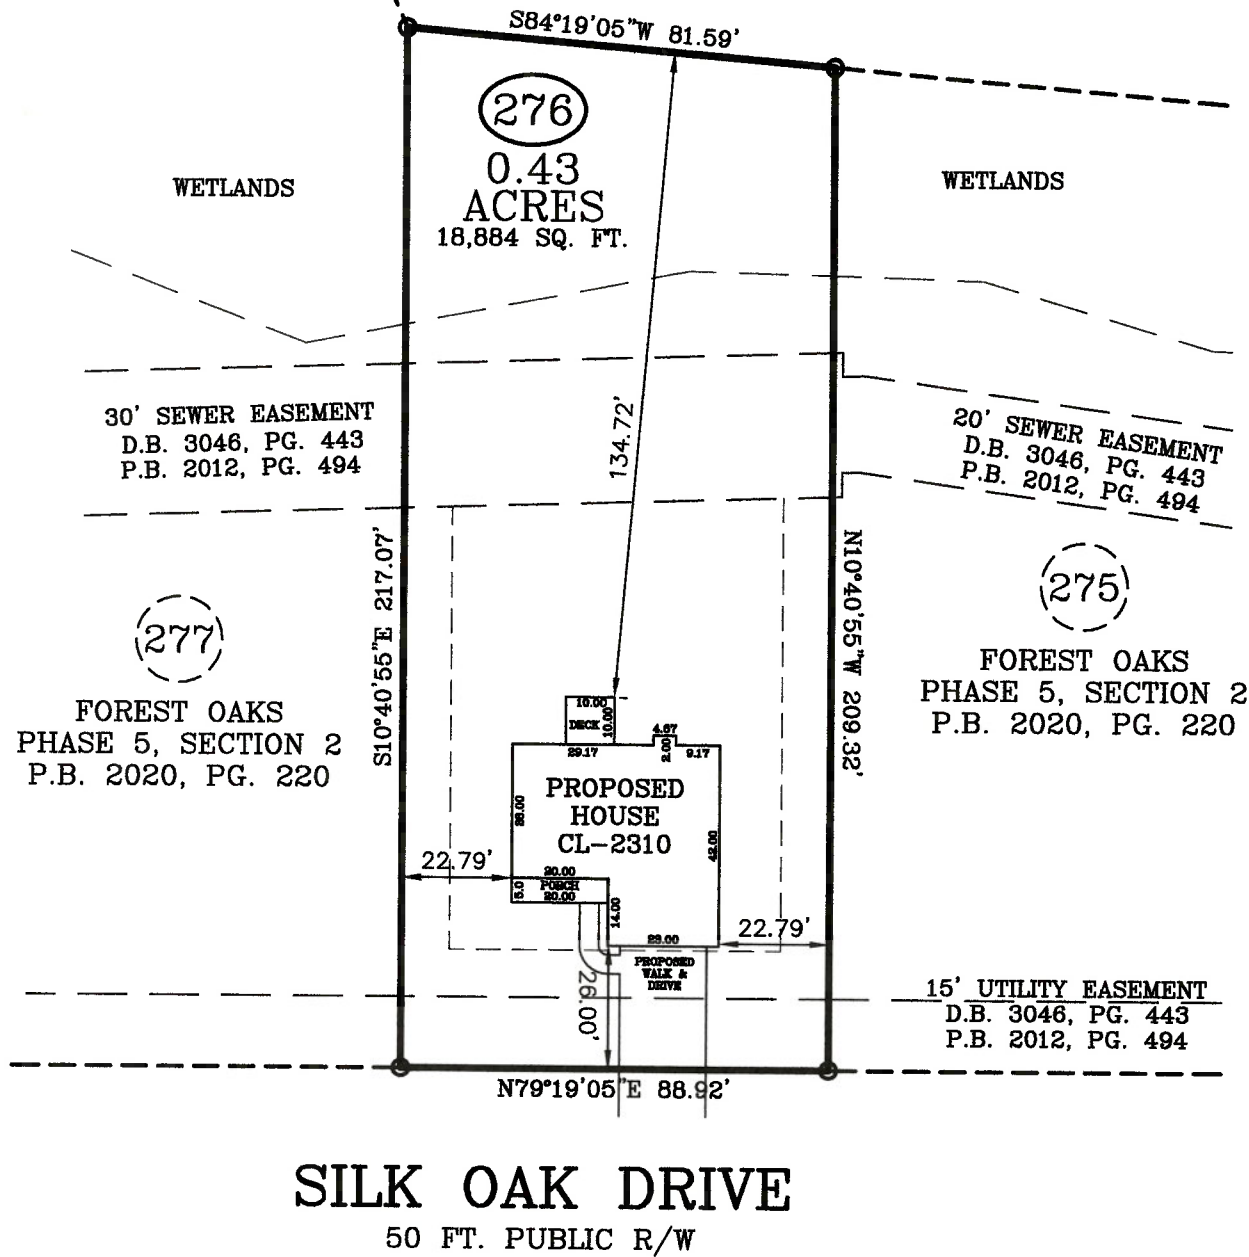 S84°19'05"W 81.59'
276
0.43
ACRES
18,884 SQ. FT.
WETLANDS
WETLANDS
134.72'
30' SEWER EASEMENT
D.B. 3046, PG. 443
P.B. 2012, PG. 494
20' SEWER EASEMENT
D.B. 3046, PG. 443
P.B. 2012, PG. 494
S10°40'55"E 217.07'
N10°40'55"W 209.32'
277
FOREST OAKS
PHASE 5, SECTION 2
P.B. 2020, PG. 220
275
FOREST OAKS
PHASE 5, SECTION 2
P.B. 2020, PG. 220
10.00
DECK
10.00
29.17
4.67
2.00
9.17
PROPOSED
HOUSE
CL-2310
28.00
42.00
22.79'
20.00
PORCH
20.00
5.0
14.00
23.00
22.79'
PROPOSED
WALK &
DRIVE
26.00'
15' UTILITY EASEMENT
D.B. 3046, PG. 443
P.B. 2012, PG. 494
N79°19'05"E 88.92'
SILK OAK DRIVE
50 FT. PUBLIC R/W